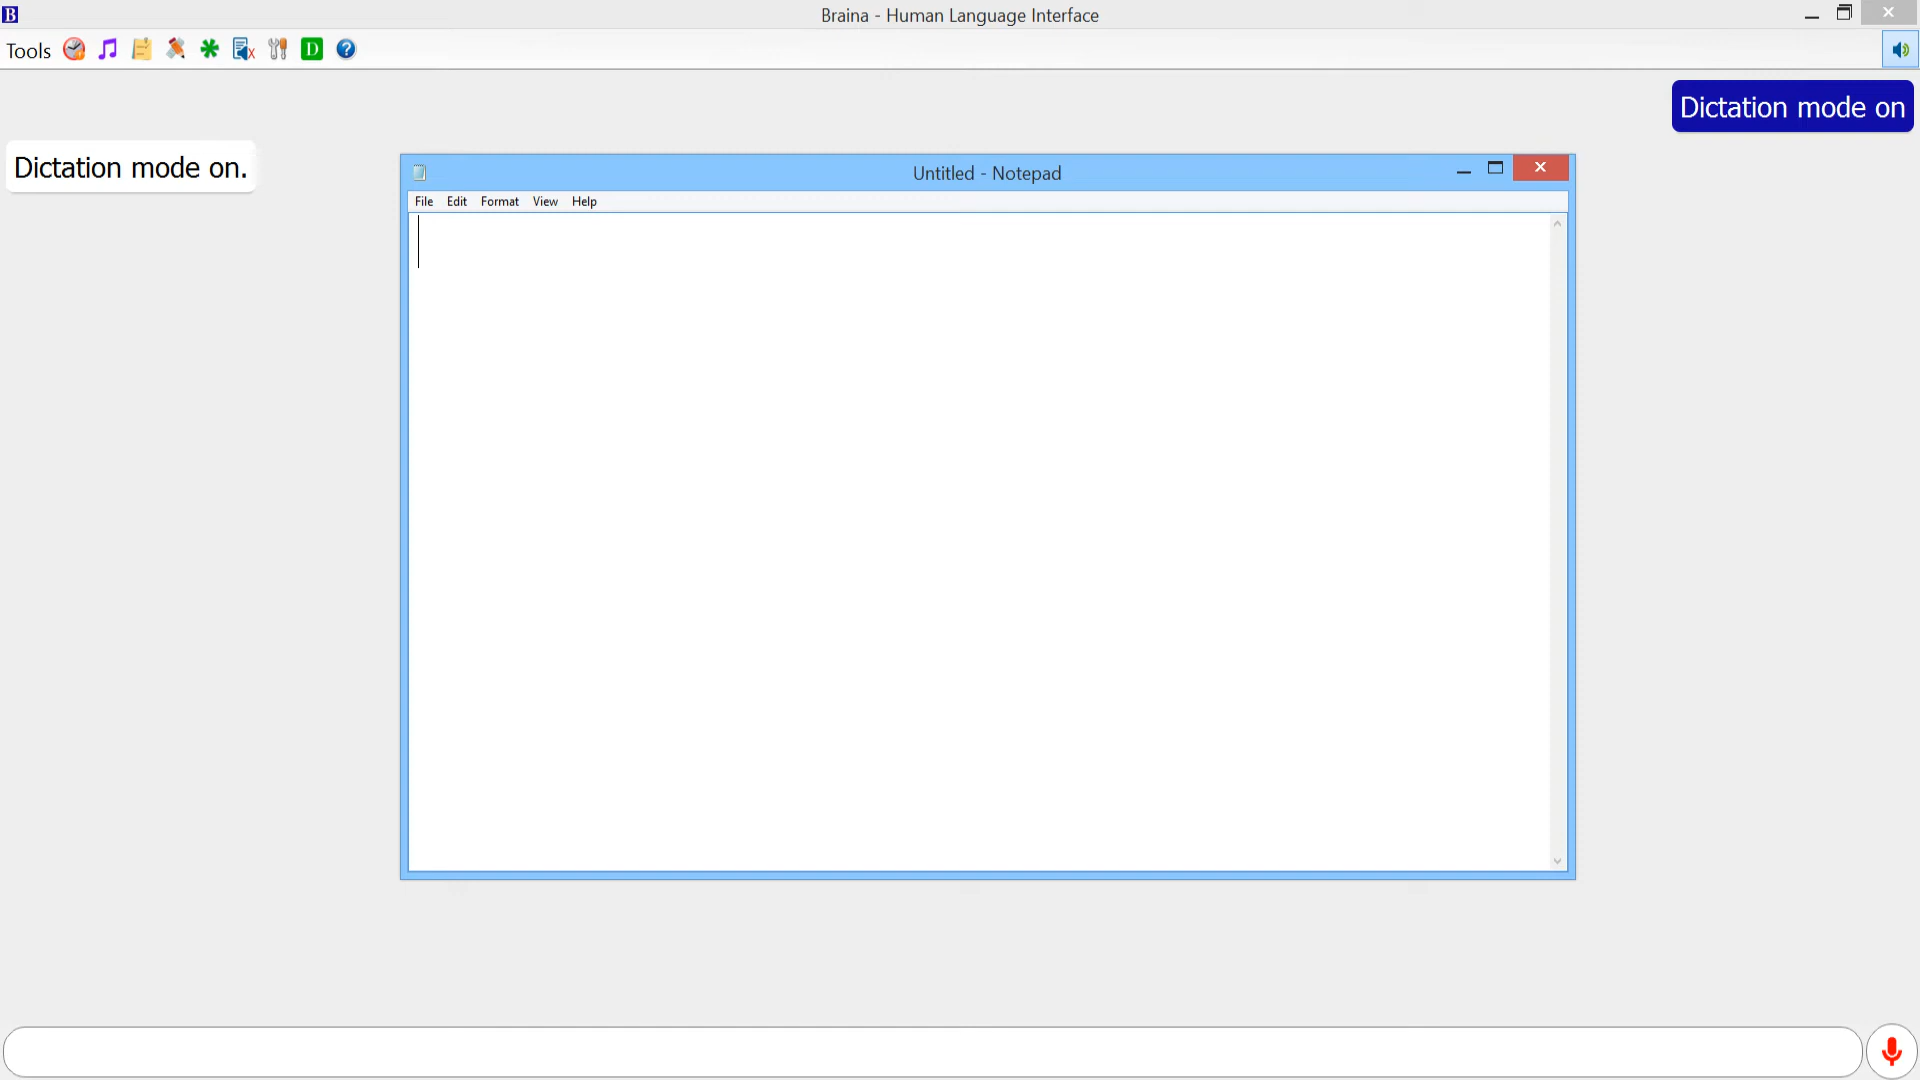 B
Braina - Human Language Interface
Tools
D
?
Dictation mode on
Dictation mode on.
Untitled - Notepad
File Edit Format View Help